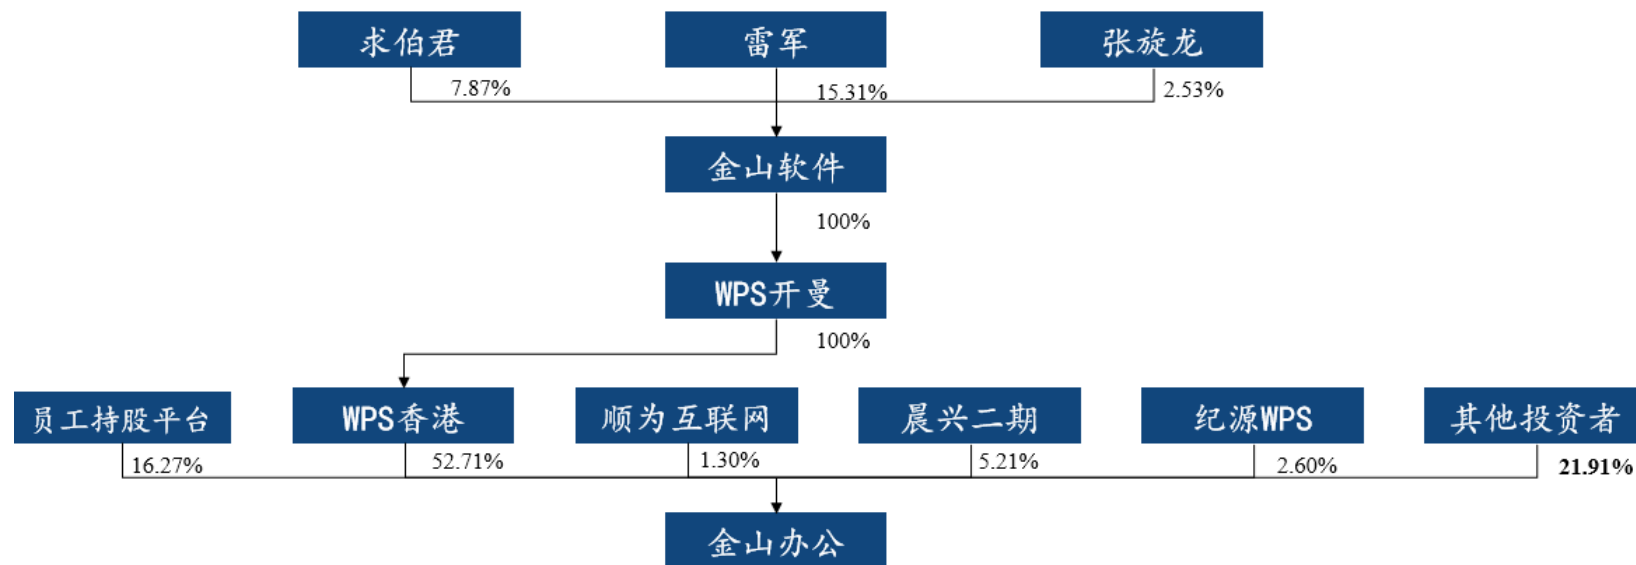 求伯君
雷军
张旋龙
7.87%
15.31%
2.53%
金山软件
100%
WPS开曼
100%
员工持股平台
WPS香港
顺为互联网
晨兴二期
纪源WPS
其他投资者
16.27%
52.71%
1.30%
5.21%
2.60%
21.91%
金山办公